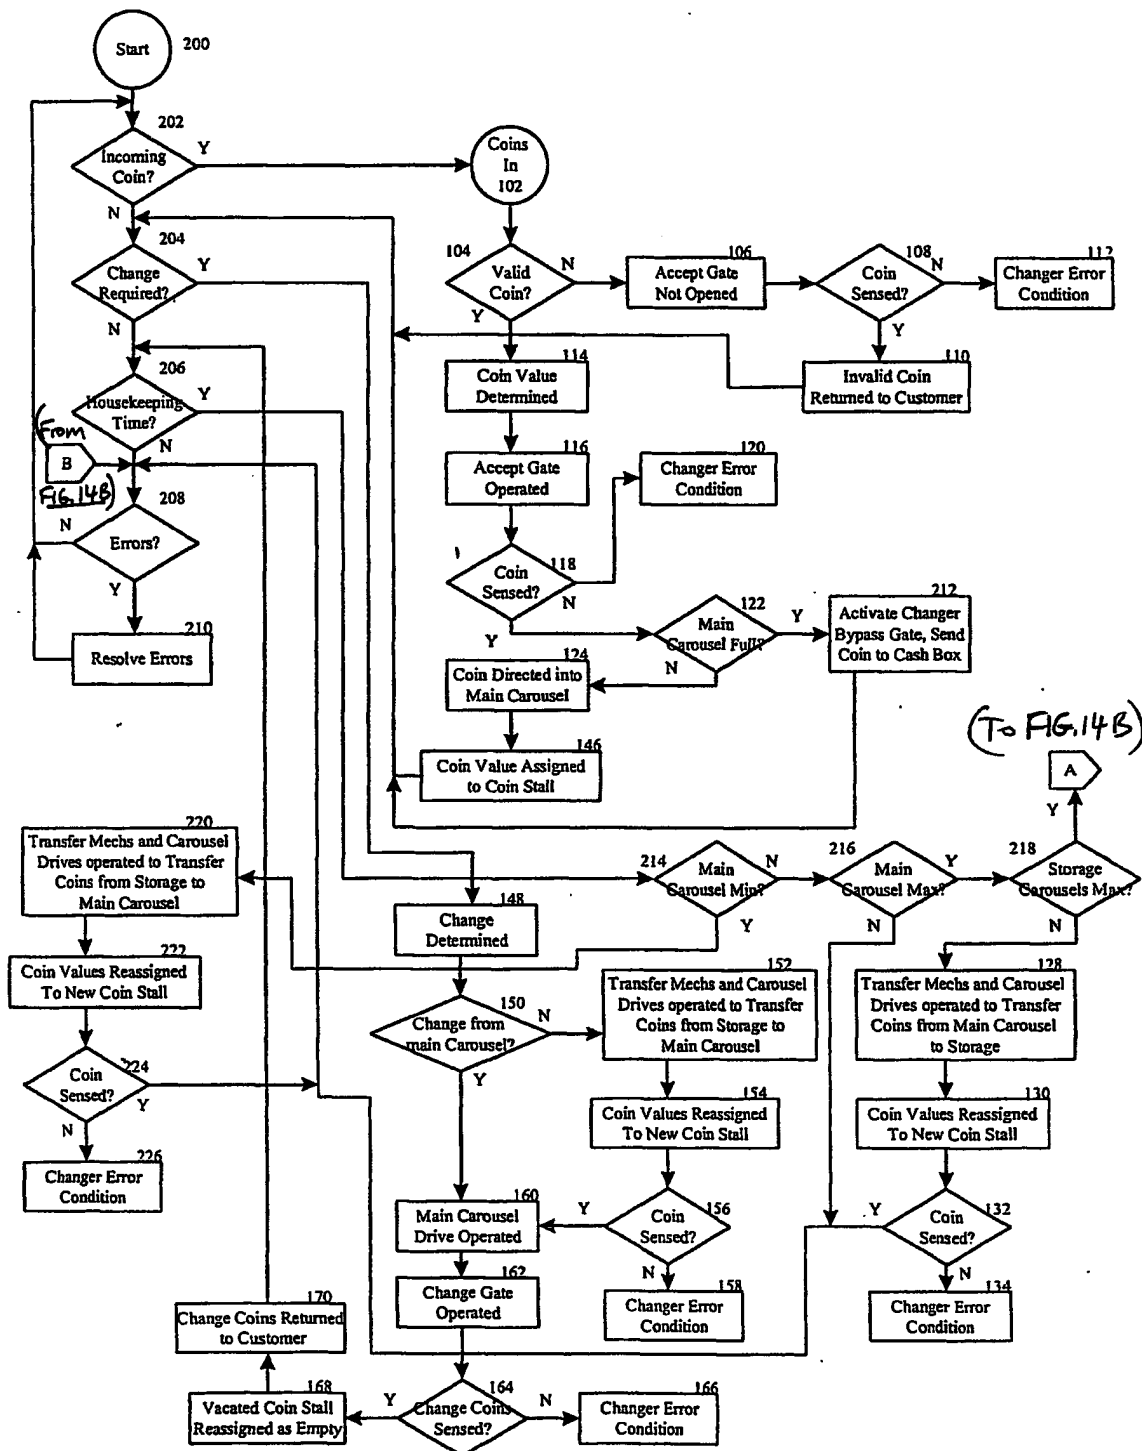 Start
200
202
Incoming
Coin?
Y
N
Coins
In
102
204
Change
Required?
Y
N
104
Valid
Coin?
N
Y
106
Accept Gate
Not Opened
108
Coin
Sensed?
N
Y
112
Changer Error
Condition
110
Invalid Coin
Returned to Customer
114
Coin Value
Determined
206
Housekeeping
Time?
Y
N
(From
B
FIG.14B)
116
Accept Gate
Operated
120
Changer Error
Condition
208
Errors?
N
Y
118
Coin
Sensed?
N
Y
122
Main
Carousel Full?
Y
N
212
Activate Changer
Bypass Gate, Send
Coin to Cash Box
210
Resolve Errors
124
Coin Directed into
Main Carousel
146
Coin Value Assigned
to Coin Stall
(To FIG.14B)
A
Y
220
Transfer Mechs and Carousel
Drives operated to Transfer
Coins from Storage to
Main Carousel
214
Main
Carousel Min?
N
Y
216
Main
Carousel Max?
Y
N
218
Storage
Carousels Max?
N
148
Change
Determined
222
Coin Values Reassigned
To New Coin Stall
150
Change from
main Carousel?
N
Y
152
Transfer Mechs and Carousel
Drives operated to Transfer
Coins from Storage to
Main Carousel
128
Transfer Mechs and Carousel
Drives operated to Transfer
Coins from Main Carousel
to Storage
224
Coin
Sensed?
Y
N
154
Coin Values Reassigned
To New Coin Stall
130
Coin Values Reassigned
To New Coin Stall
226
Changer Error
Condition
160
Main Carousel
Drive Operated
Y
156
Coin
Sensed?
N
Y
132
Coin
Sensed?
N
162
Change Gate
Operated
158
Changer Error
Condition
134
Changer Error
Condition
170
Change Coins Returned
to Customer
168
Vacated Coin Stall
Reassigned as Empty
Y
164
Change Coins
Sensed?
N
166
Changer Error
Condition